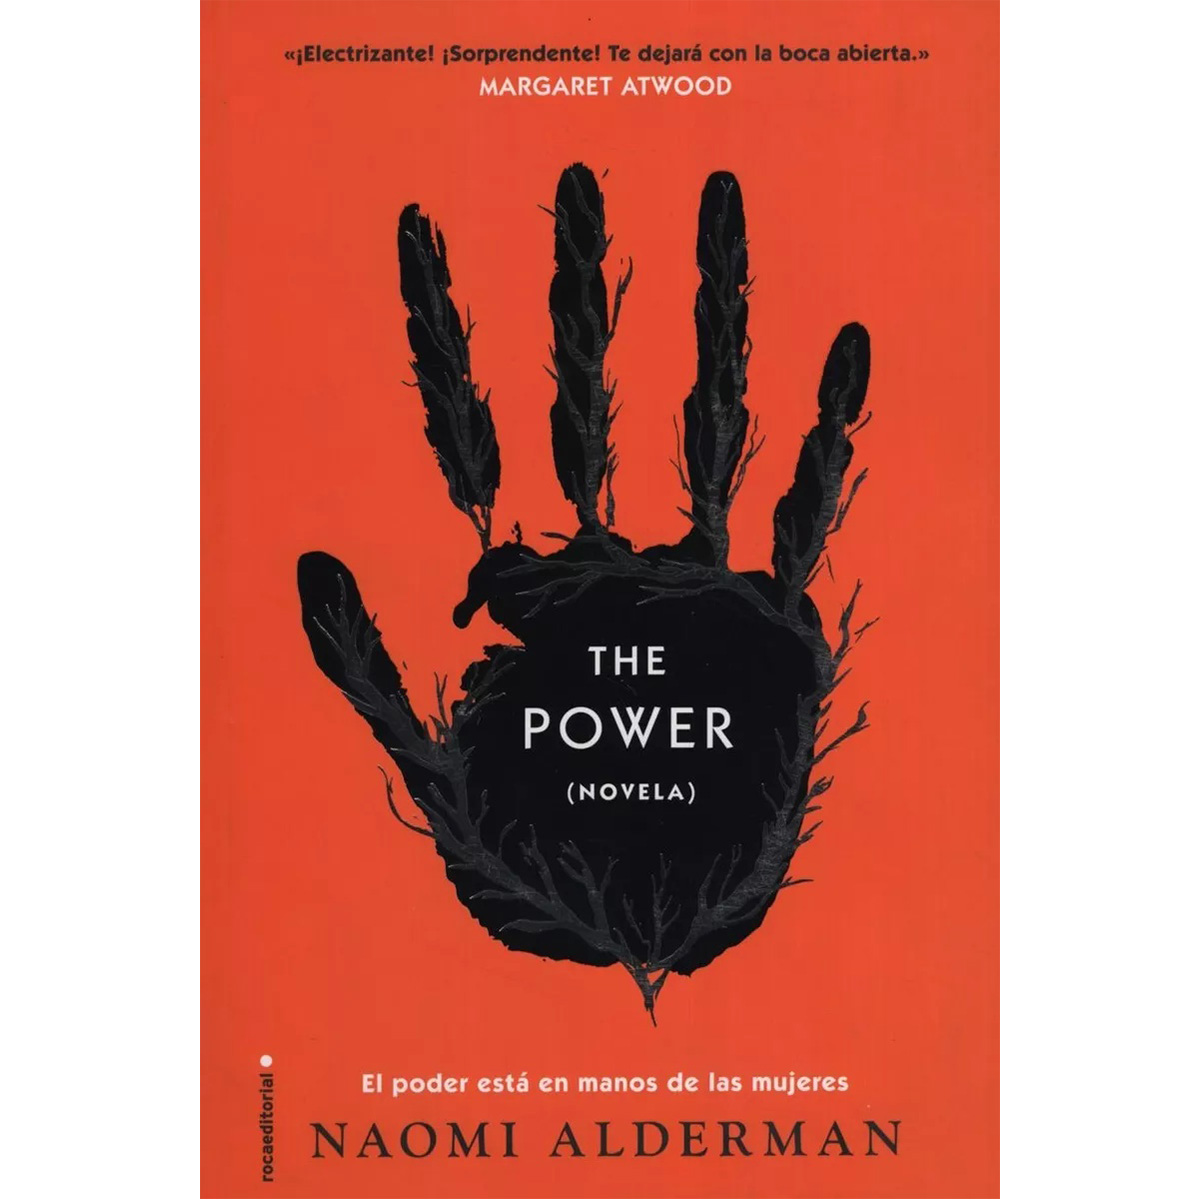 «¡Electrizante! ¡Sorprendente! Te dejará con la boca abierta.»
MARGARET ATWOOD
THE
POWER
(NOVELA)
El poder está en manos de las mujeres
NAOMI ALDERMAN
rocaeditorial